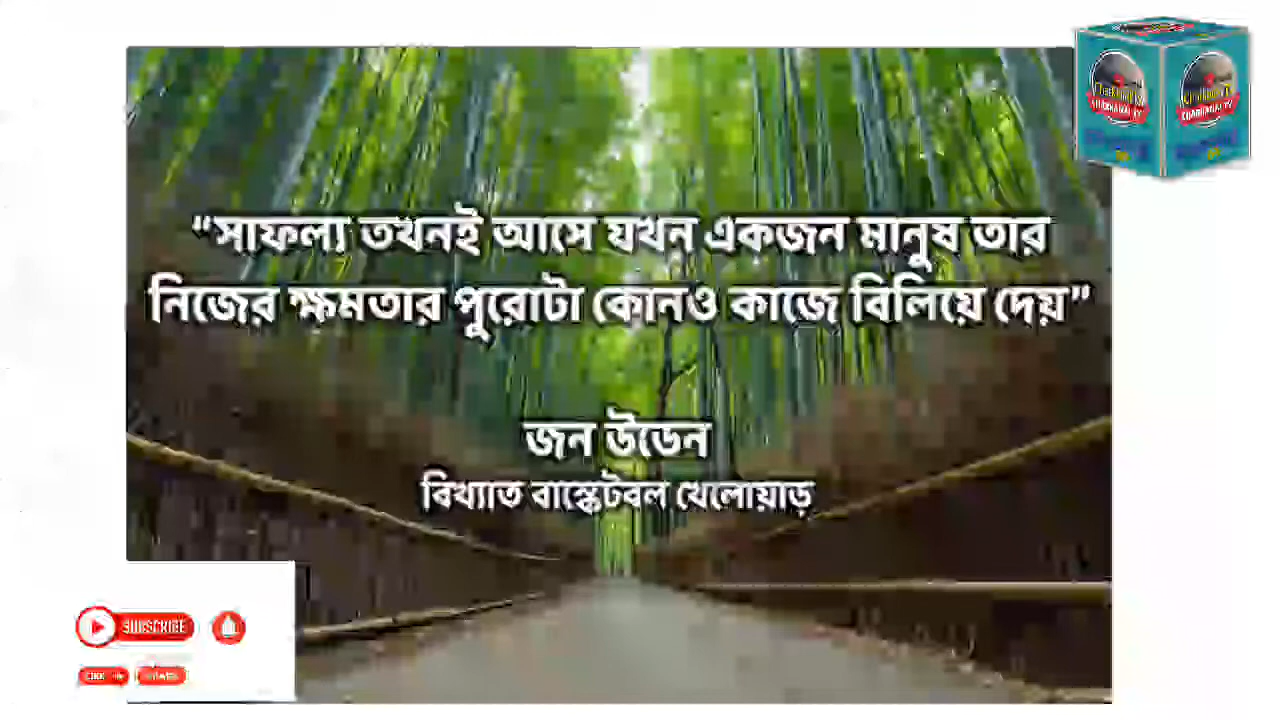 “সাফল্য তখনই আসে যখন একজন মানুষ তার
নিজের ক্ষমতার পুরোটা কোনও কাজে বিলিয়ে দেয়”
জন উডেন
বিখ্যাত বাস্কেটবল খেলোয়াড়
SUBSCRIBE